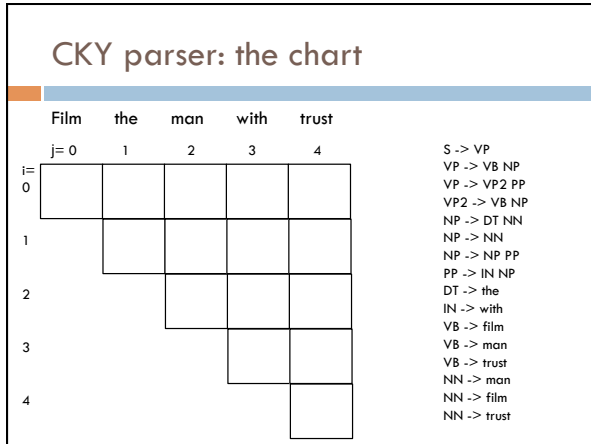 CKY parser: the chart
Film the man with trust
j= 0 1 2 3 4
i=
0
1
2
3
4
S -> VP
VP -> VB NP
VP -> VP2 PP
VP2 -> VB NP
NP -> DT NN
NP -> NN
NP -> NP PP
PP -> IN NP
DT -> the
IN -> with
VB -> film
VB -> man
VB -> trust
NN -> man
NN -> film
NN -> trust